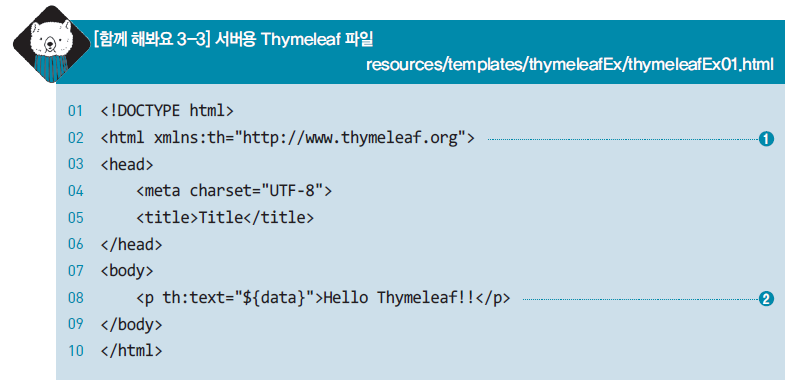 [함께 해봐요 3-3] 서버용 Thymeleaf 파일
resources/templates/thymeleafEx/thymeleafEx01.html
01 <!DOCTYPE html>
02 <html xmlns:th="http://www.thymeleaf.org"> ❶
03 <head>
04     <meta charset="UTF-8">
05     <title>Title</title>
06 </head>
07 <body>
08     <p th:text="${data}">Hello Thymeleaf!!</p> ❷
09 </body>
10 </html>